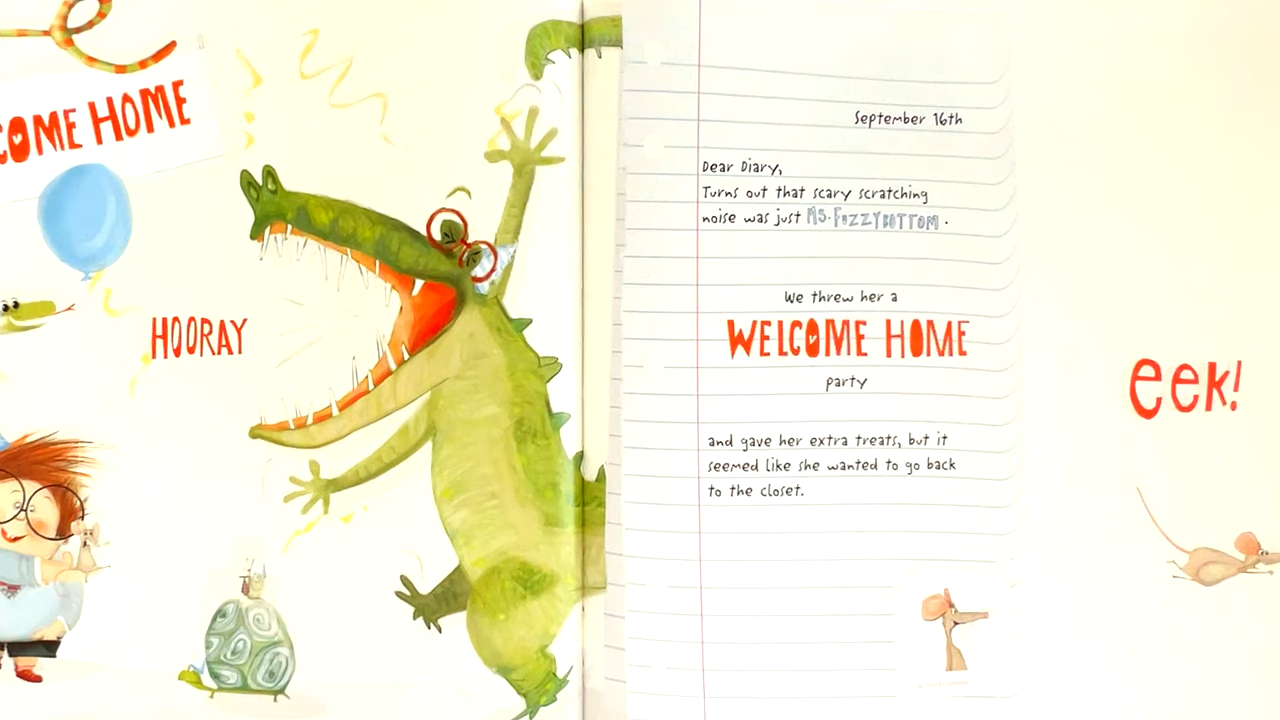 COME HOME
HOORAY
September 16th
Dear Diary,
Turns out that scary scratching
noise was just MS. FUZZYBOTTOM.
We threw her a
WELCOME HOME
party
and gave her extra treats, but it
seemed like she wanted to go back
to the closet.
eek!